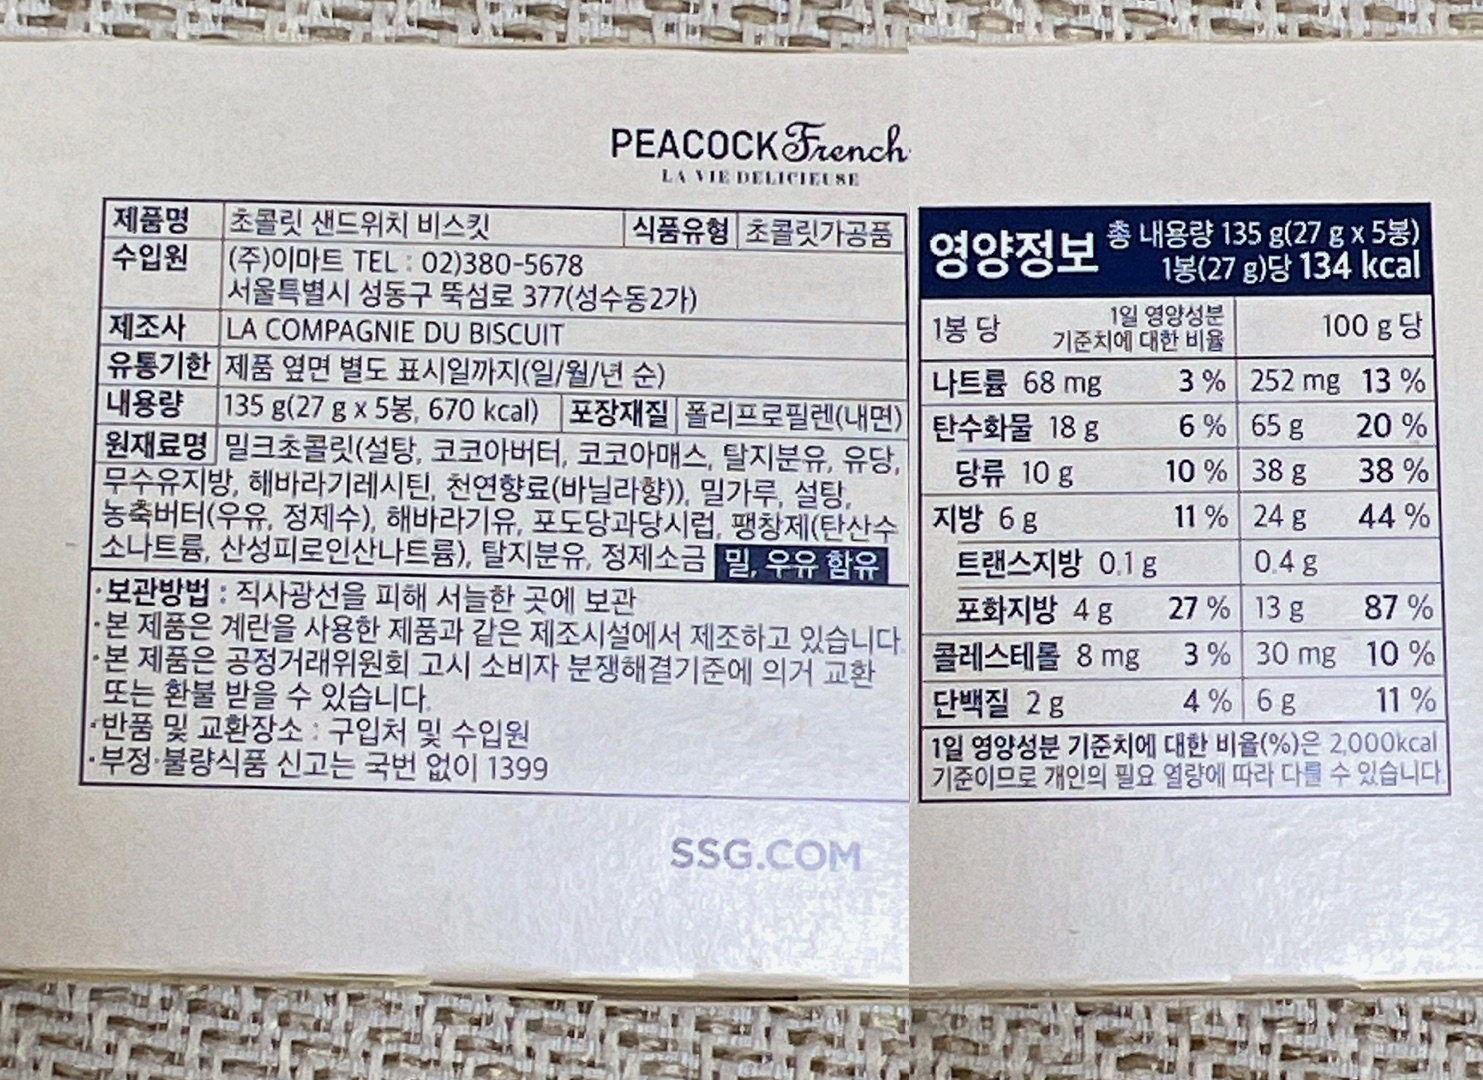 PEACOCK French
LA VIE DELICIEUSE
제품명 초콜릿 샌드위치 비스킷 식품유형 초콜릿가공품
수입원 (주)이마트 TEL : 02)380-5678
서울특별시 성동구 뚝섬로 377(성수동2가)
제조사 LA COMPAGNIE DU BISCUIT
유통기한 제품 옆면 별도 표시일까지(일/월/년 순)
내용량 135 g(27 g x 5봉, 670 kcal) 포장재질 폴리프로필렌(내면)
원재료명 밀크초콜릿(설탕, 코코아버터, 코코아매스, 탈지분유, 유당,
무수유지방, 해바라기레시틴, 천연향료(바닐라향)), 밀가루, 설탕,
농축버터(우유, 정제수), 해바라기유, 포도당과당시럽, 팽창제(탄산수
소나트륨, 산성피로인산나트륨), 탈지분유, 정제소금 밀, 우유 함유
·보관방법 : 직사광선을 피해 서늘한 곳에 보관
·본 제품은 계란을 사용한 제품과 같은 제조시설에서 제조하고 있습니다.
·본 제품은 공정거래위원회 고시 소비자 분쟁해결기준에 의거 교환
또는 환불 받을 수 있습니다.
·반품 및 교환장소 : 구입처 및 수입원
·부정·불량식품 신고는 국번 없이 1399
SSG.COM
영양정보 총 내용량 135 g(27 g x 5봉)
1봉(27 g)당 134 kcal
1봉 당 1일 영양성분 기준치에 대한 비율 100 g 당
나트륨 68 mg 3 % 252 mg 13 %
탄수화물 18 g 6 % 65 g 20 %
당류 10 g 10 % 38 g 38 %
지방 6 g 11 % 24 g 44 %
트랜스지방 0.1 g 0.4 g
포화지방 4 g 27 % 13 g 87 %
콜레스테롤 8 mg 3 % 30 mg 10 %
단백질 2 g 4 % 6 g 11 %
1일 영양성분 기준치에 대한 비율(%)은 2,000kcal
기준이므로 개인의 필요 열량에 따라 다를 수 있습니다.